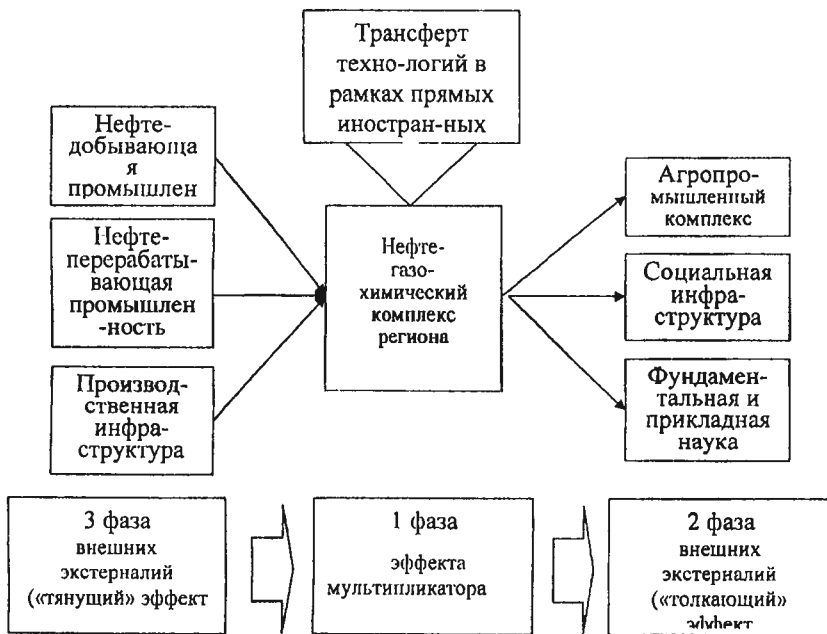 Трансферт
техно-логий в
рамках прямых
иностран-ных
Нефте-
добывающа
я
промышлен
Нефте-
перерабаты-
вающая
промышлен
-ность
Производ-
ственная
инфра-
структура
Нефте-
газо-
химический
комплекс
региона
Агропро-
мышленный
комплекс
Социальная
инфра-
структура
Фундамен-
тальная и
прикладная
наука
3 фаза
внешних
экстерналий
(«тянущий» эффект
1 фаза
эффекта
мультипликатора
2 фаза
внешних
экстерналий
(«толкающий»
эффект